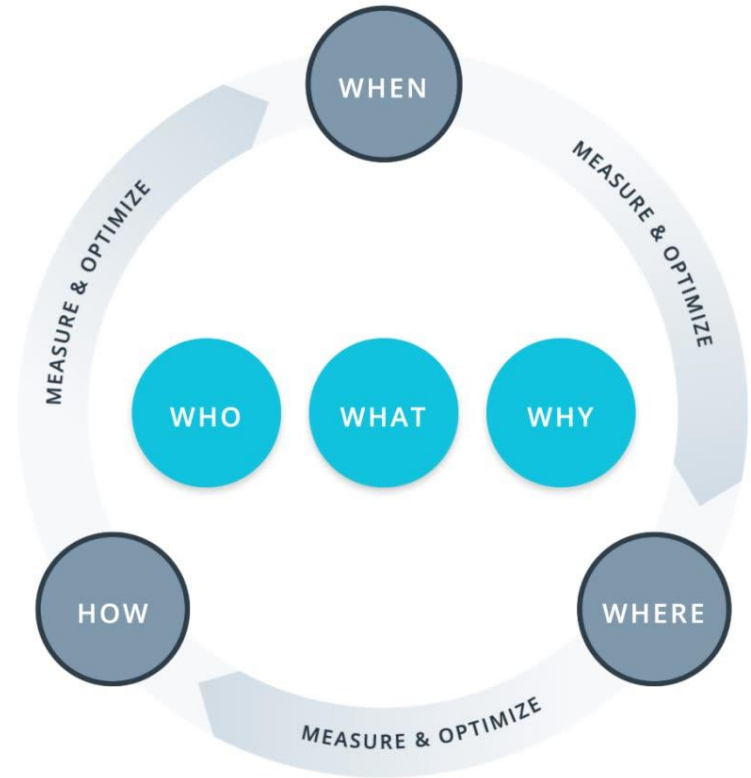 WHEN
MEASURE & OPTIMIZE
MEASURE & OPTIMIZE
WHO
WHAT
WHY
HOW
WHERE
MEASURE & OPTIMIZE